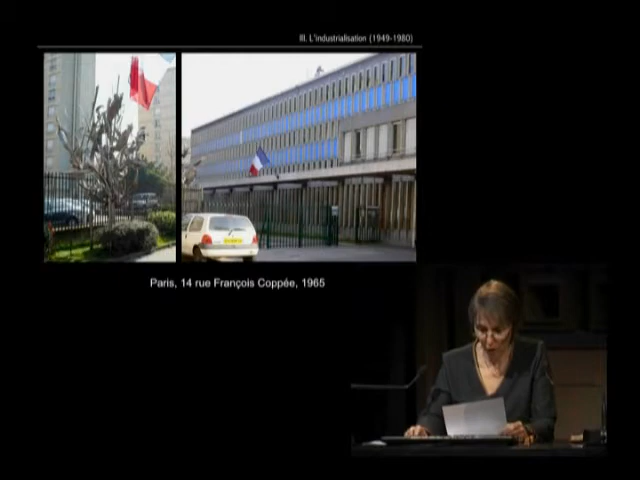 III. L'industrialisation (1949-1980)
Paris, 14 rue François Coppée, 1965